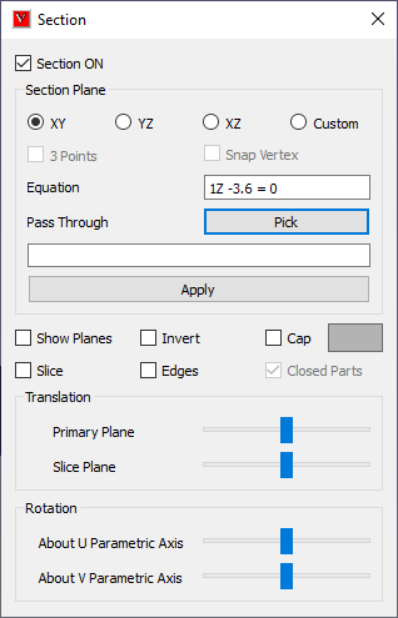 V Section
Section ON
Section Plane
XY YZ XZ Custom
3 Points Snap Vertex
Equation 1Z -3.6 = 0
Pass Through Pick
Apply
Show Planes Invert Cap
Slice Edges Closed Parts
Translation
Primary Plane
Slice Plane
Rotation
About U Parametric Axis
About V Parametric Axis